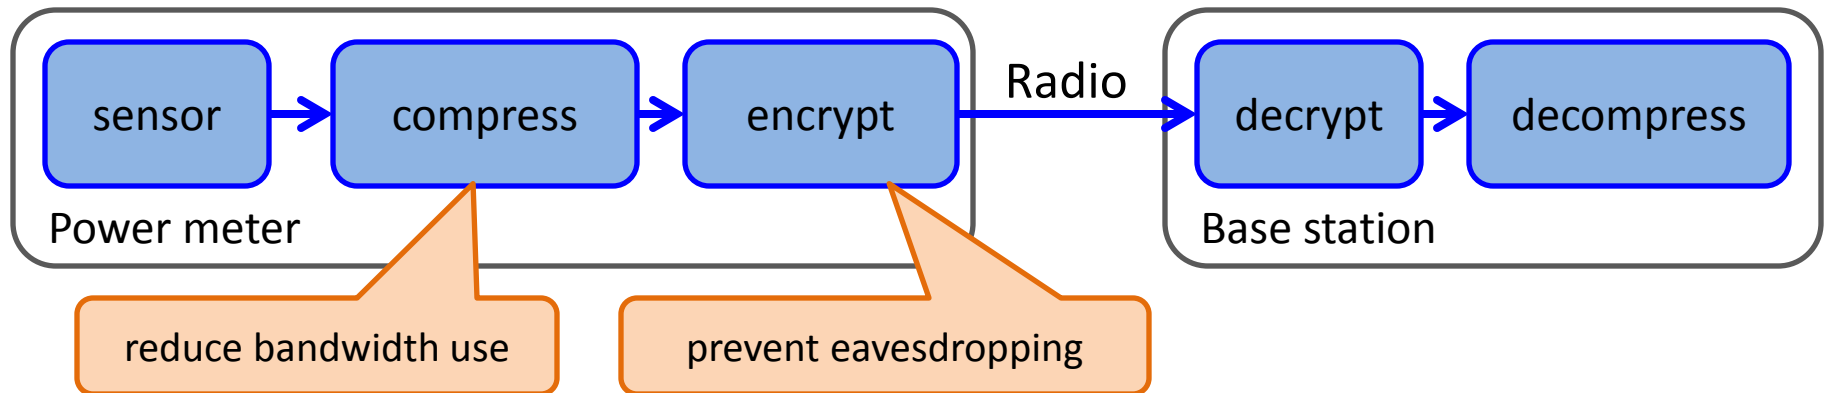 sensor
compress
encrypt
Radio
decrypt
decompress
Power meter
Base station
reduce bandwidth use
prevent eavesdropping